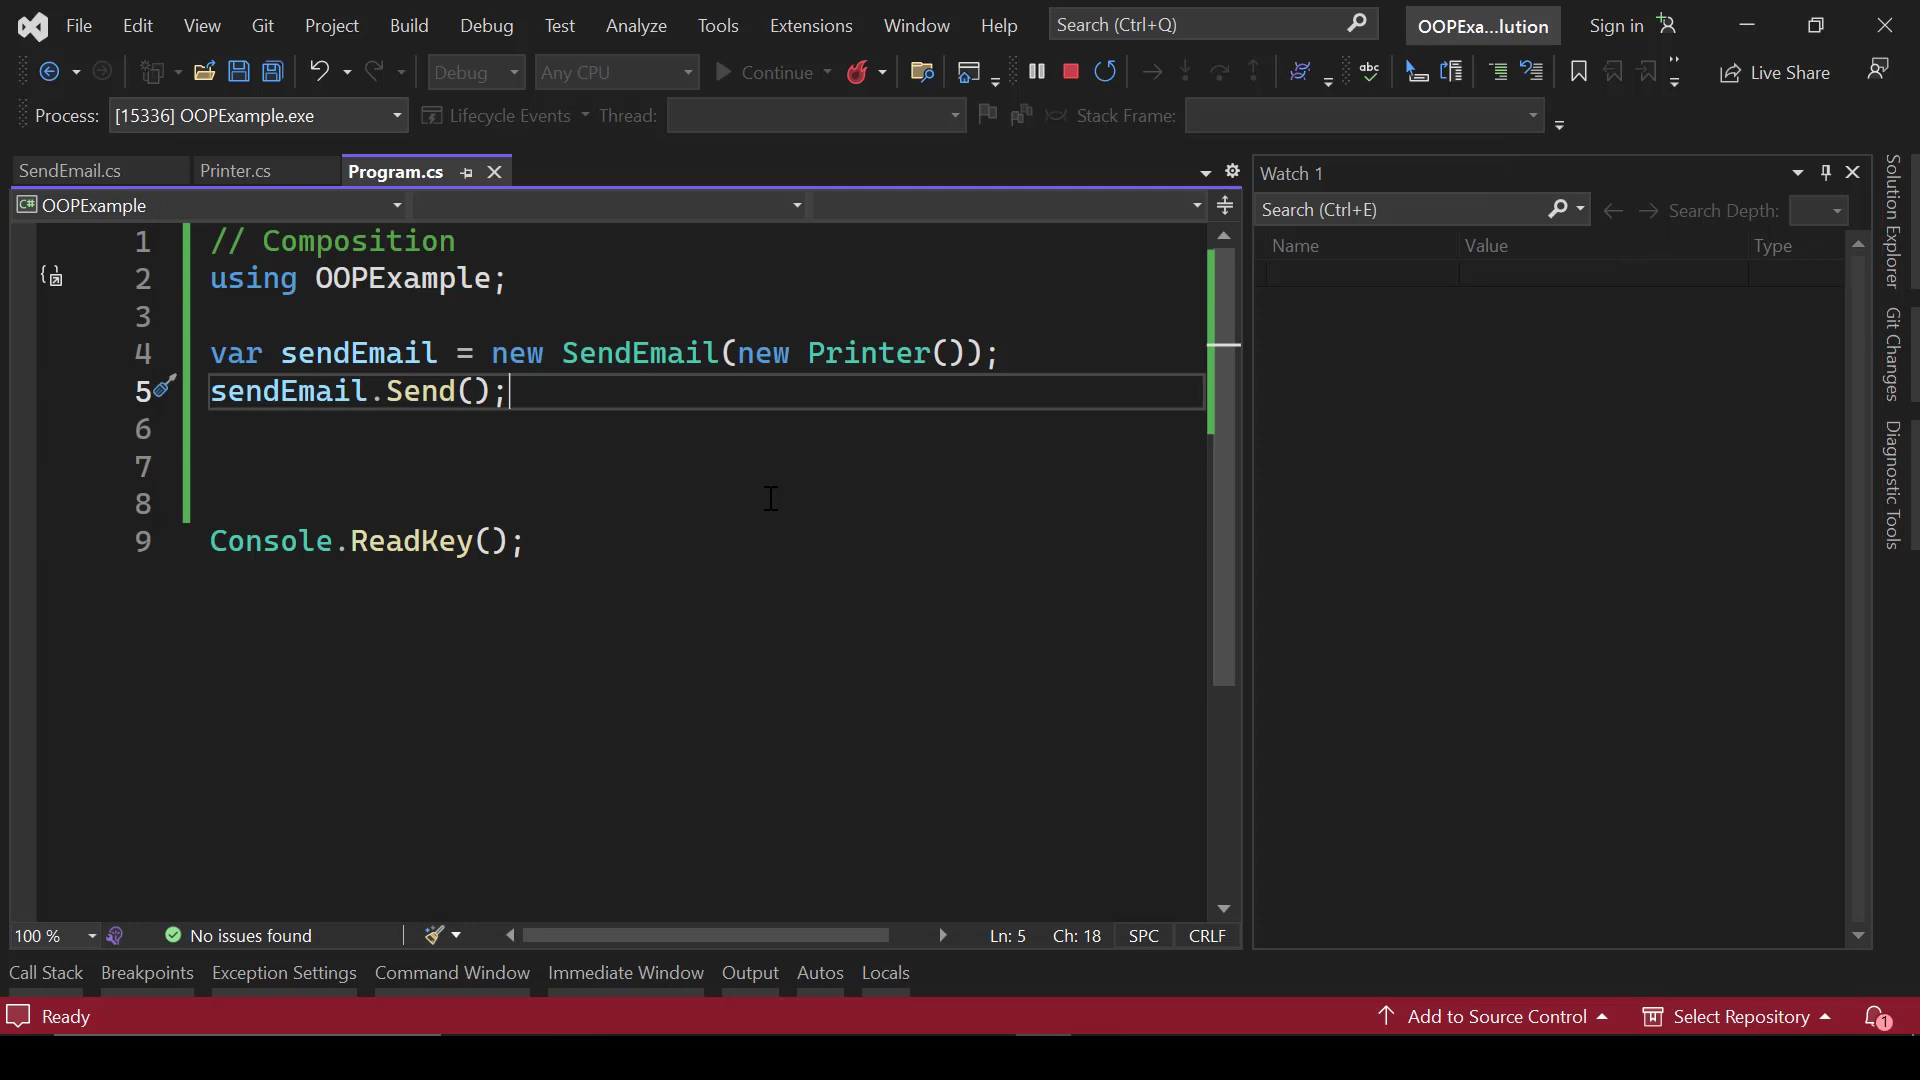 File Edit View Git Project Build Debug Test Analyze Tools Extensions Window Help Search (Ctrl+Q) OOPExa...lution Sign in
Debug Any CPU Continue Live Share
Process: [15336] OOPExample.exe Lifecycle Events Thread: Stack Frame:
SendEmail.cs Printer.cs Program.cs
C# OOPExample
1 // Composition
2 using OOPExample;
3
4 var sendEmail = new SendEmail(new Printer());
5 sendEmail.Send();
6
7
8
9 Console.ReadKey();
100 % No issues found Ln: 5 Ch: 18 SPC CRLF
Watch 1
Search (Ctrl+E) Search Depth:
Name Value Type
Solution Explorer
Git Changes
Diagnostic Tools
Call Stack Breakpoints Exception Settings Command Window Immediate Window Output Autos Locals
Ready Add to Source Control Select Repository 1